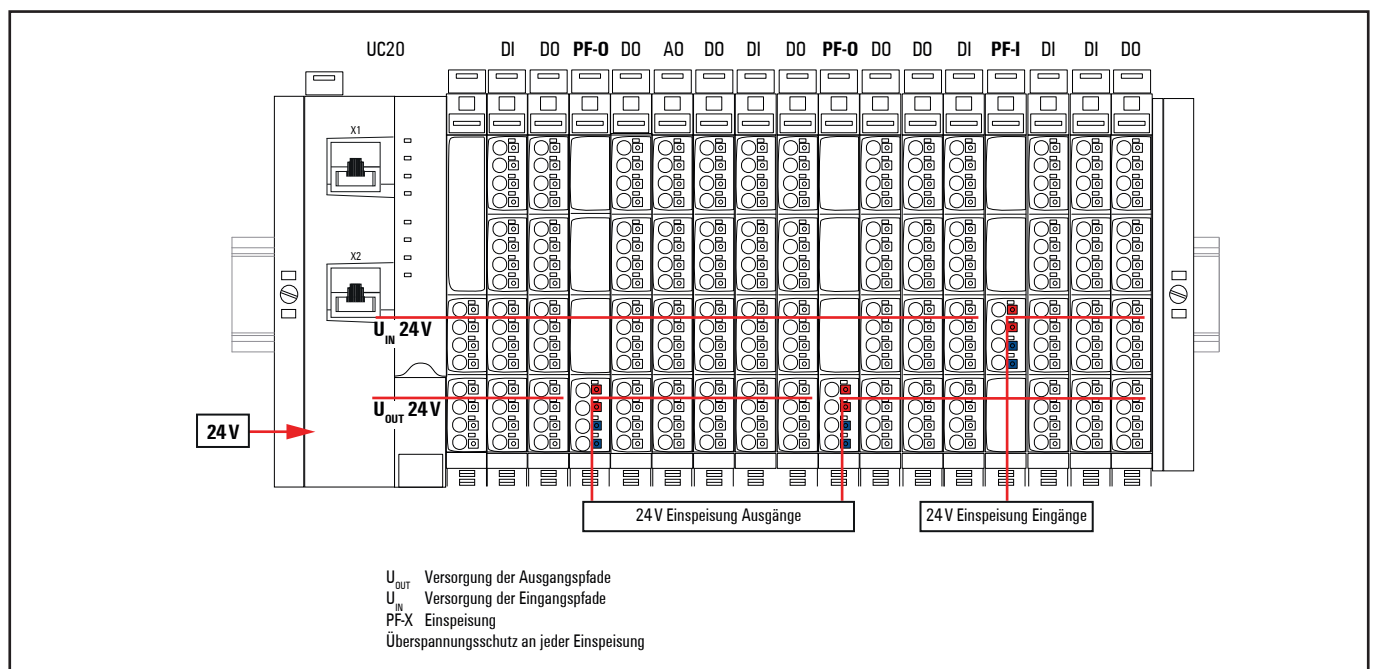 UC20 DI DO PF-O DO AO DO DI DO PF-O DO DO DI PF-I DI DI DO
X1
X2
U_IN 24 V
U_OUT 24 V
24 V
24 V Einspeisung Ausgänge
24 V Einspeisung Eingänge
U_OUT Versorgung der Ausgangspfade
U_IN Versorgung der Eingangspfade
PF-X Einspeisung
Überspannungsschutz an jeder Einspeisung